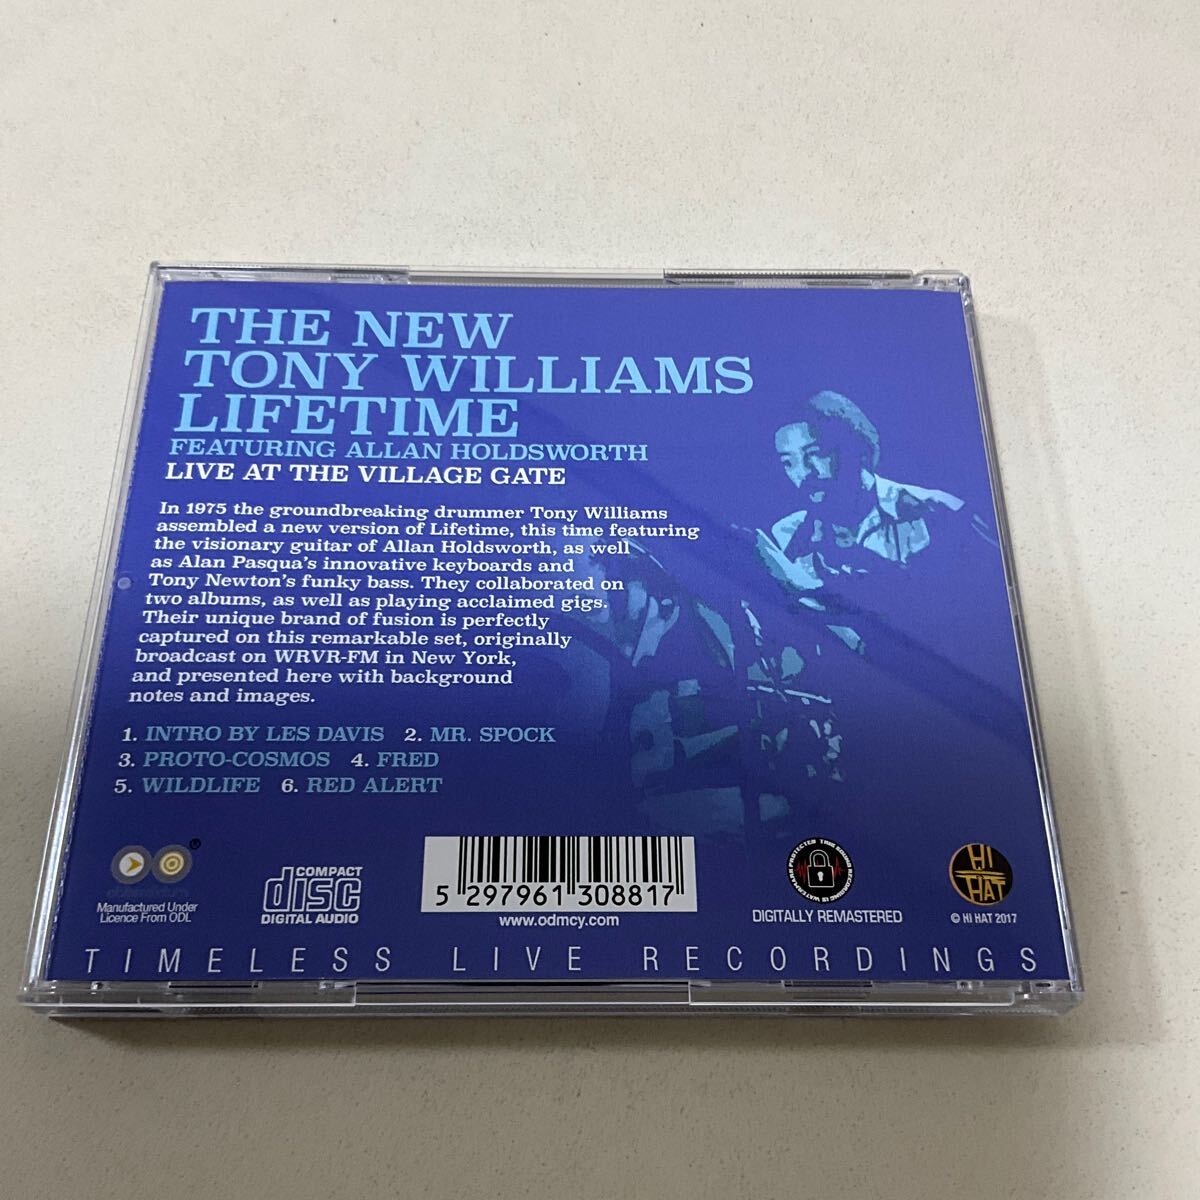 THE NEW
TONY WILLIAMS
LIFETIME
FEATURING ALLAN HOLDSWORTH
LIVE AT THE VILLAGE GATE
In 1975 the groundbreaking drummer Tony Williams
assembled a new version of Lifetime, this time featuring
the visionary guitar of Allan Holdsworth, as well
as Alan Pasqua's innovative keyboards and
Tony Newton's funky bass. They collaborated on
two albums, as well as playing acclaimed gigs.
Their unique brand of fusion is perfectly
captured on this remarkable set, originally
broadcast on WRVR-FM in New York,
and presented here with background
notes and images.
1. INTRO BY LES DAVIS 2. MR. SPOCK
3. PROTO-COSMOS 4. FRED
5. WILDLIFE 6. RED ALERT
®
Manufactured Under
Licence From ODL
COMPACT
disc
DIGITAL AUDIO
5 297961 308817
www.odmcy.com
PROTECTED THIS SOUND RECORDING IS WATERMARK
DIGITALLY REMASTERED
HI
HAT
© HI HAT 2017
TIMELESS LIVE RECORDINGS